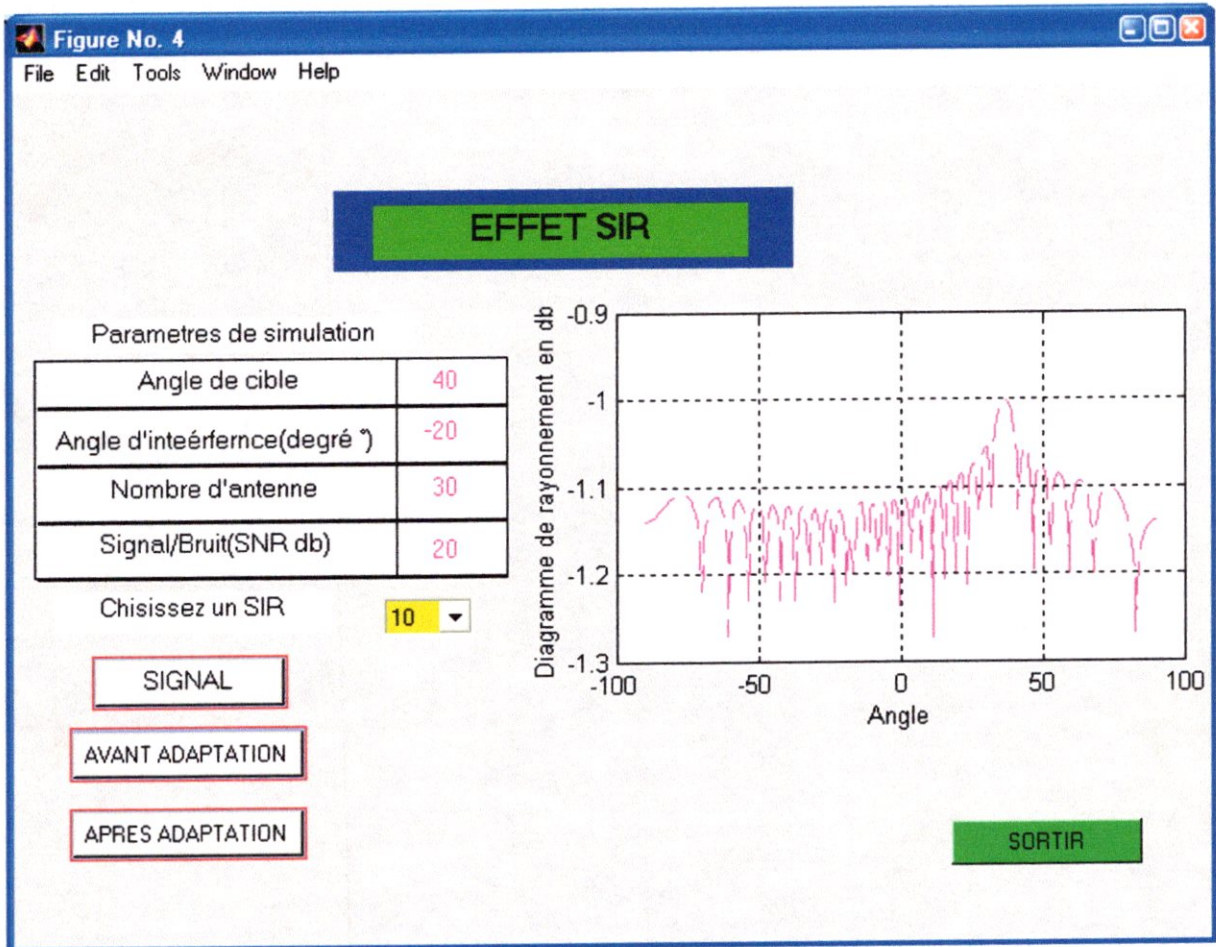 Figure No. 4
File Edit Tools Window Help
EFFET SIR
Parametres de simulation
Angle de cible 40
Angle d'inteérfernce(degré °) -20
Nombre d'antenne 30
Signal/Bruit(SNR db) 20
Chisissez un SIR 10
SIGNAL
AVANT ADAPTATION
APRES ADAPTATION
Diagramme de rayonnement en db
-0.9
-1
-1.1
-1.2
-1.3
-100 -50 0 50 100
Angle
SORTIR